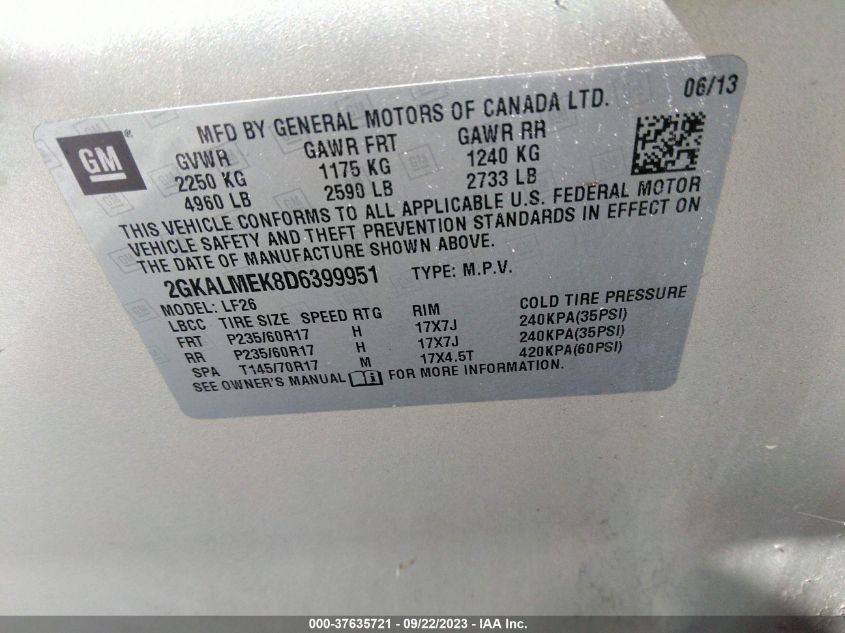 06/13
GM®
MFD BY GENERAL MOTORS OF CANADA LTD.
GVWR GAWR FRT GAWR RR
2250 KG 1175 KG 1240 KG
4960 LB 2590 LB 2733 LB
THIS VEHICLE CONFORMS TO ALL APPLICABLE U.S. FEDERAL MOTOR
VEHICLE SAFETY AND THEFT PREVENTION STANDARDS IN EFFECT ON
THE DATE OF MANUFACTURE SHOWN ABOVE.
2GKALMEK8D6399951 TYPE: M.P.V.
MODEL: LF26
LBCC TIRE SIZE SPEED RTG RIM COLD TIRE PRESSURE
FRT P235/60R17 H 17X7J 240KPA(35PSI)
RR P235/60R17 H 17X7J 240KPA(35PSI)
SPA T145/70R17 M 17X4.5T 420KPA(60PSI)
SEE OWNER'S MANUAL FOR MORE INFORMATION.
000-37635721 - 09/22/2023 - IAA Inc.